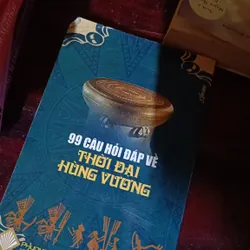 99 CÂU HỎI ĐÁP VỀ
THỜI ĐẠI
HÙNG VƯƠNG